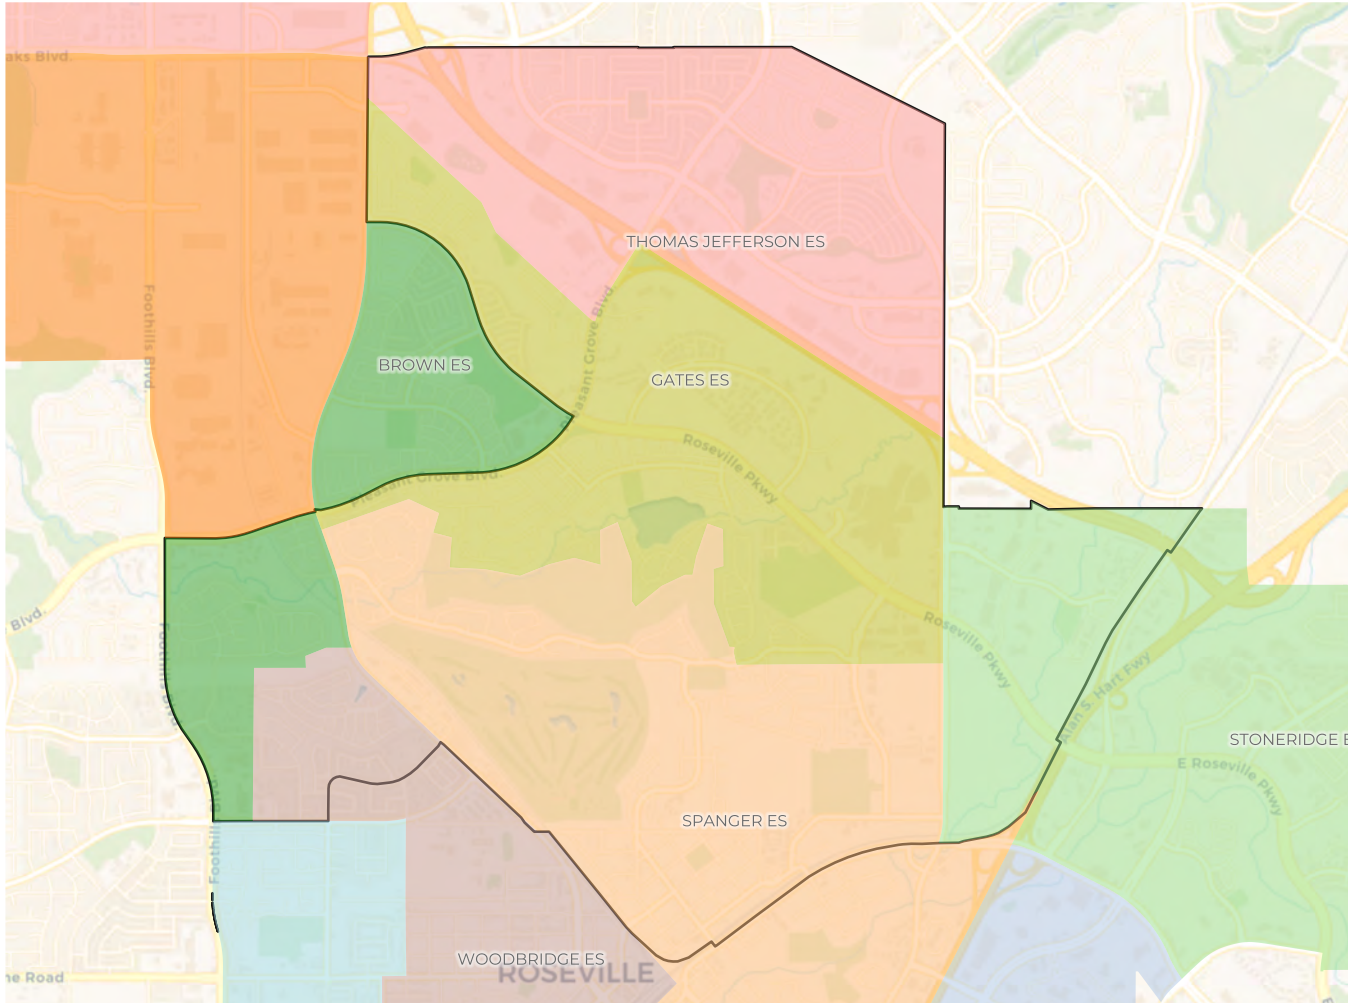 aks Blvd.
THOMAS JEFFERSON ES
Foothills Blvd.
BROWN ES
GATES ES
Pleasant Grove Blvd
Roseville Pkwy
Pleasant Grove Blvd.
Blvd.
Roseville Pkwy
Alan S. Hart Fwy
STONERIDGE E
E Roseville Pkwy
SPANGER ES
WOODBRIDGE ES
ROSEVILLE
ne Road